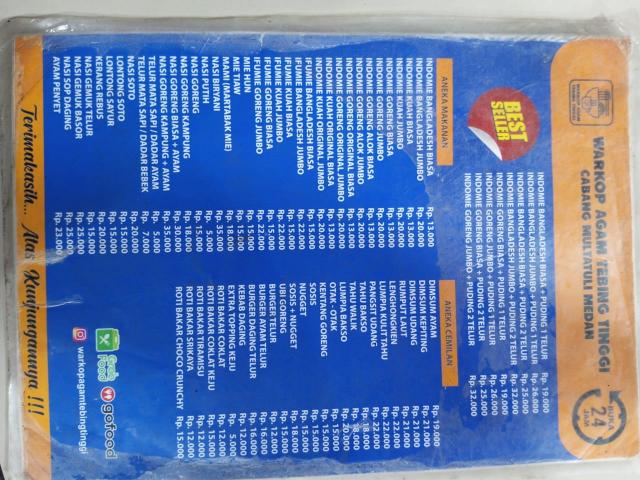 WARKOP AGAM TEBING TINGGI
CABANG MULTATULI MEDAN
BUKA
24
JAM
BEST
SELLER
INDOMIE BANGLADESH BIASA + PUDING 1 TELUR Rp. 19.000
INDOMIE BANGLADESH JUMBO + PUDING 1 TELUR Rp. 26.000
INDOMIE BANGLADESH BIASA + PUDING 2 TELUR Rp. 25.000
INDOMIE BANGLADESH JUMBO + PUDING 2 TELUR Rp. 32.000
INDOMIE GORENG BIASA + PUDING 1 TELUR Rp. 19.000
INDOMIE GORENG JUMBO + PUDING 1 TELUR Rp. 26.000
INDOMIE GORENG BIASA + PUDING 2 TELUR Rp. 25.000
INDOMIE GORENG JUMBO + PUDING 2 TELUR Rp. 32.000
ANEKA MAKANAN
INDOMIE BANGLADESH BIASA Rp. 13.000
INDOMIE BANGLADESH JUMBO Rp. 20.000
INDOMIE KUAH BIASA Rp. 13.000
INDOMIE KUAH JUMBO Rp. 20.000
INDOMIE GORENG BIASA Rp. 13.000
INDOMIE GORENG JUMBO Rp. 20.000
INDOMIE GORENG ALOK BIASA Rp. 13.000
INDOMIE GORENG ALOK JUMBO Rp. 20.000
INDOMIE GORENG ORIGINAL BIASA Rp. 13.000
INDOMIE GORENG ORIGINAL JUMBO Rp. 20.000
INDOMIE KUAH ORIGINAL BIASA Rp. 13.000
INDOMIE KUAH ORIGINAL JUMBO Rp. 20.000
IFUME BANGLADESH BIASA Rp. 15.000
IFUME BANGLADESH JUMBO Rp. 22.000
IFUME KUAH BIASA Rp. 15.000
IFUME KUAH JUMBO Rp. 22.000
IFUME GORENG BIASA Rp. 15.000
IFUME GORENG JUMBO Rp. 22.000
ME HUN Rp. 15.000
ME TIAW Rp. 15.000
MAMI (MARTABAK MIE) Rp. 18.000
NASI BIRYANI Rp. 35.000
NASI PUTIH Rp. 5.000
NASI GORENG Rp. 15.000
NASI GORENG KAMPUNG Rp. 18.000
NASI GORENG BIASA + AYAM Rp. 30.000
NASI GORENG KAMPUNG + AYAM Rp. 35.000
TELUR MATA SAPI / DADAR AYAM Rp. 5.000
TELUR MATA SAPI / DADAR BEBEK Rp. 7.000
NASI SOTO Rp. 20.000
LONTONG SOTO Rp. 15.000
LONTONG SAYUR Rp. 20.000
KERANG REBUS Rp. 20.000
NASI GEMUK TELUR Rp. 15.000
NASI GEMUK BASOR Rp. 25.000
NASI SOP DAGING Rp. 25.000
AYAM PENYET Rp. 23.000
ANEKA CEMILAN
DIMSUM AYAM Rp. 19.000
DIMSUM KEPITING Rp. 21.000
DIMSUM UDANG Rp. 21.000
RUMPUT LAUT Rp. 21.000
LENGHONGKIEN Rp. 22.000
LUMPIA KULIT TAHU Rp. 22.000
PANGSIT UDANG Rp. 22.000
TAHU BAKSO Rp. 18.000
TAHU WALIK Rp. 18.000
LUMPIA BAKSO Rp. 20.000
OTAK - OTAK Rp. 15.000
KENTANG GORENG Rp. 15.000
SOSIS Rp. 15.000
NUGGET Rp. 15.000
SOSIS + NUGGET Rp. 18.000
UBI GORENG Rp. 15.000
BURGER TELUR Rp. 12.000
BURGER AYAM TELUR Rp. 16.000
BURGER DAGING TELUR Rp. 16.000
KEBAB DAGING Rp. 12.000
EXTRA TOPPING KEJU Rp. 5.000
ROTI BAKAR COKLAT Rp. 12.000
ROTI BAKAR COKLAT KEJU Rp. 15.000
ROTI BAKAR TIRAMISU Rp. 12.000
ROTI BAKAR SRIKAYA Rp. 12.000
ROTI BAKAR CHOCO CRUNCHY Rp. 15.000
Grab
Food
gofood
warkopagamtebingtinggi
Terimakasih... Atas Kunjungannya !!!